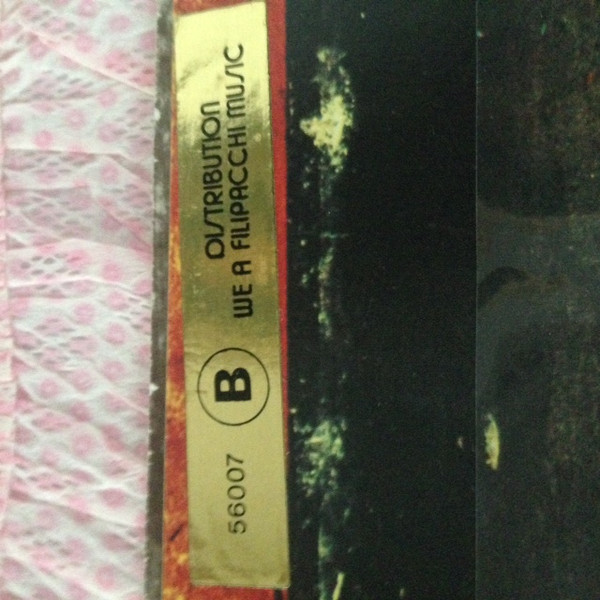 DISTRIBUTION
WE A FILIPACCHI MUSIC
B
56007